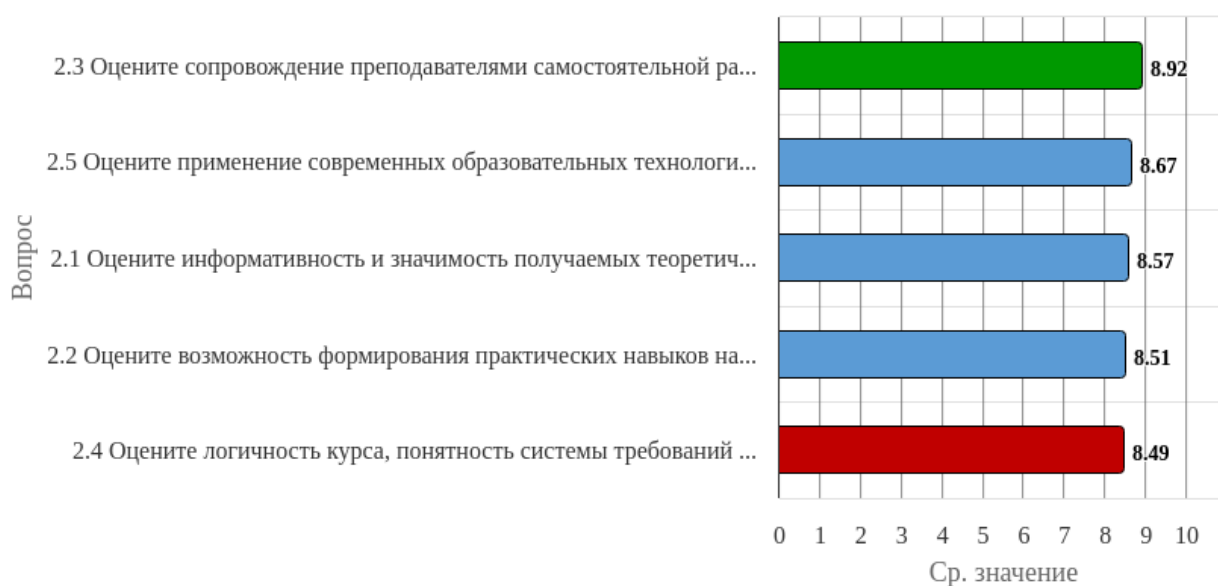 2.3 Оцените сопровождение преподавателями самостоятельной ра...
8.92
2.5 Оцените применение современных образовательных технологи...
8.67
2.1 Оцените информативность и значимость получаемых теоретич...
8.57
2.2 Оцените возможность формирования практических навыков на...
8.51
2.4 Оцените логичность курса, понятность системы требований ...
8.49
Вопрос
0 1 2 3 4 5 6 7 8 9 10
Ср. значение